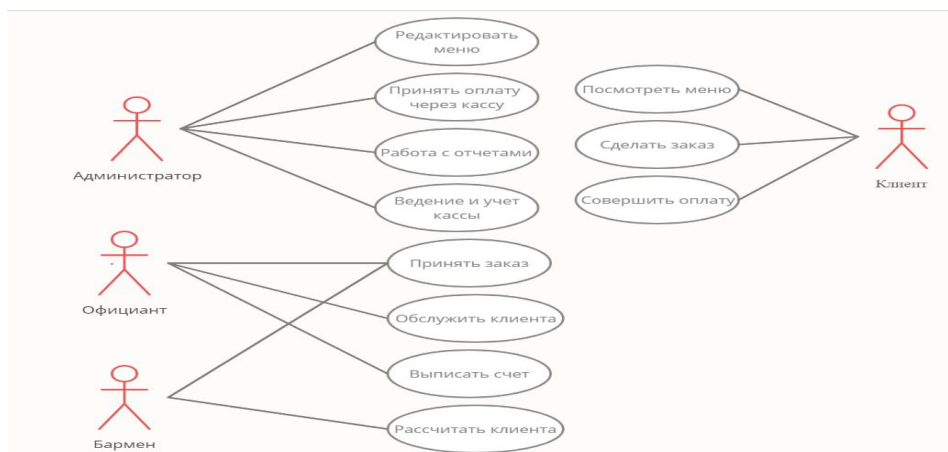 Редактировать
меню
Принять оплату
через кассу
Посмотреть меню
Работа с отчетами
Сделать заказ
Администратор
Клиент
Ведение и учет
кассы
Совершить оплату
Принять заказ
Официант
Обслужить клиента
Выписать счет
Бармен
Рассчитать клиента